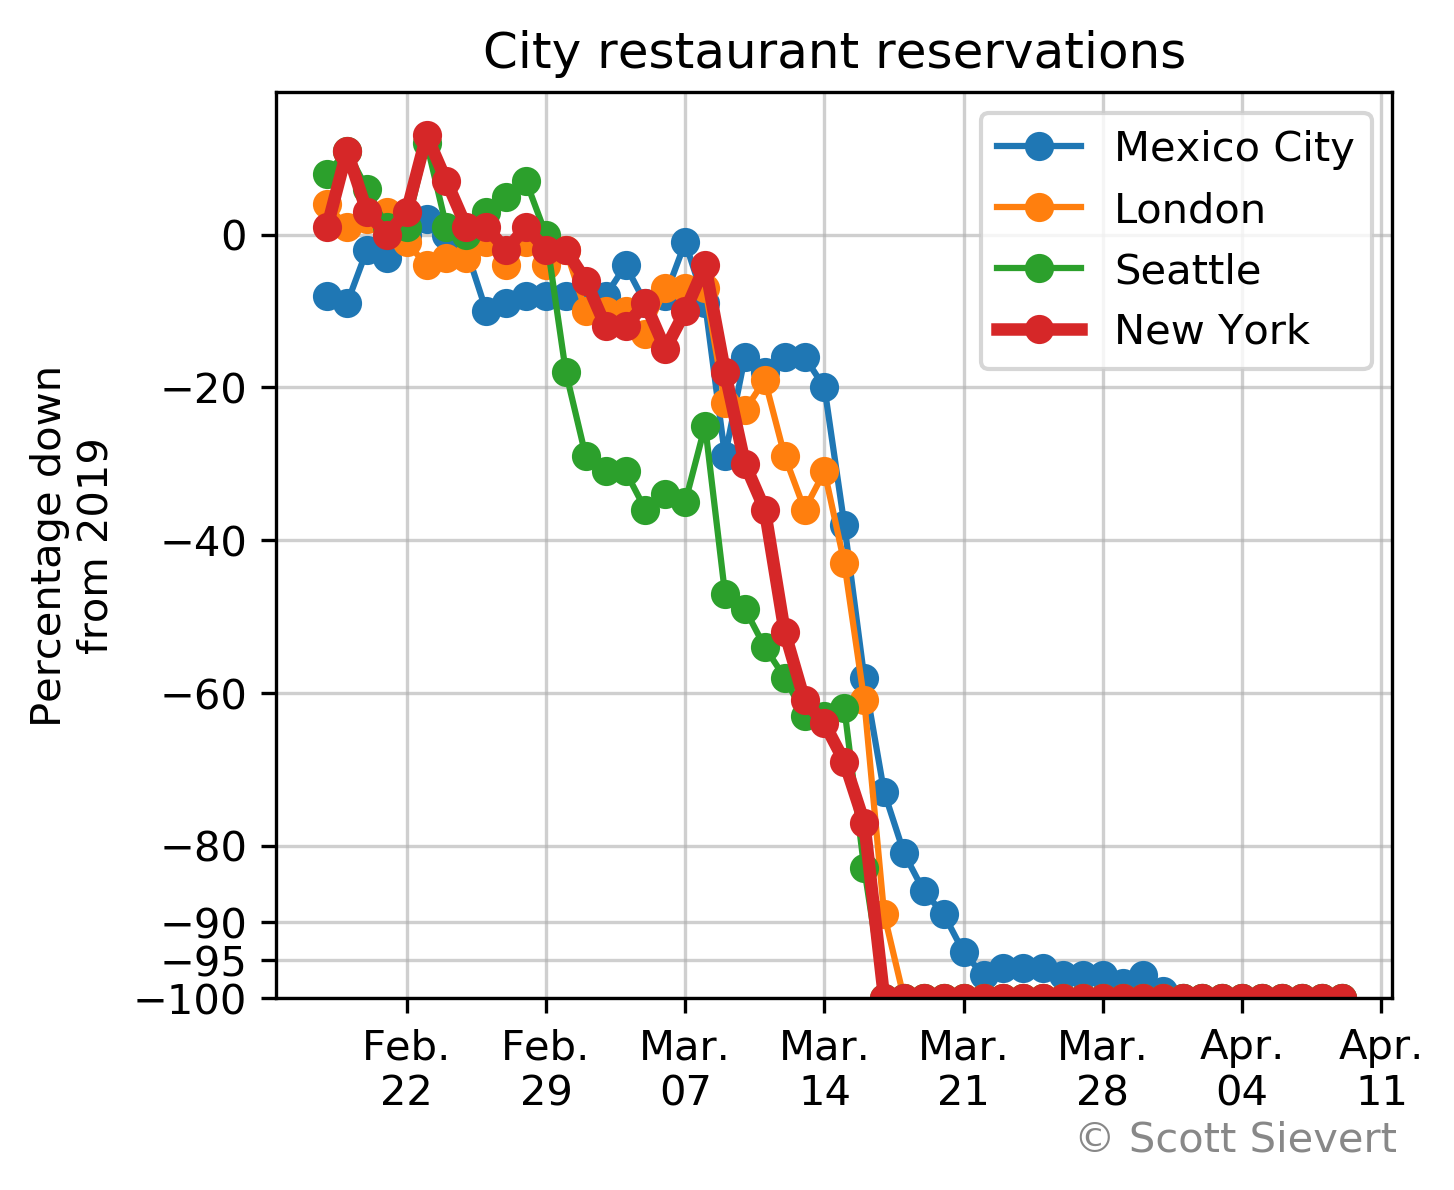 City restaurant reservations
Mexico City
London
Seattle
New York
Percentage down
from 2019
0
−20
−40
−60
−80
−90
−95
−100
Feb. Feb. Mar. Mar. Mar. Mar. Apr. Apr.
22 29 07 14 21 28 04 11
© Scott Sievert